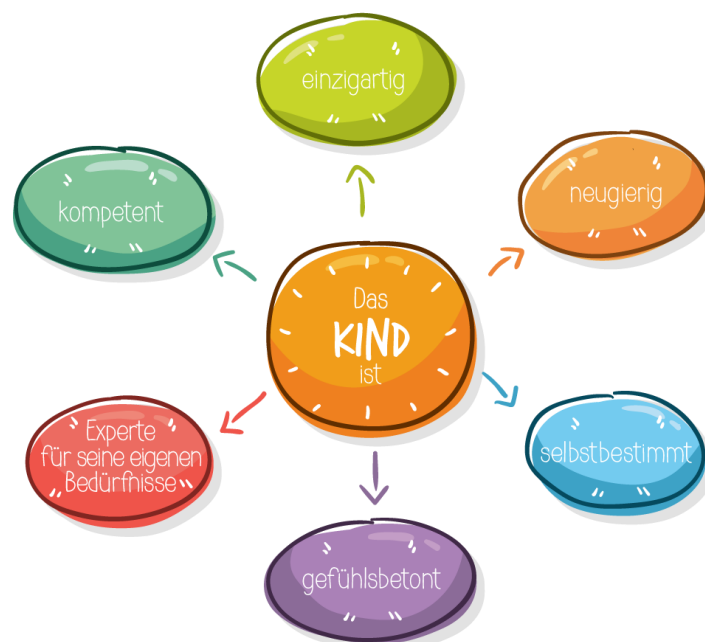 einzigartig
kompetent
neugierig
Das
KIND
ist
Experte
für seine eigenen
Bedürfnisse
selbstbestimmt
gefühlsbetont